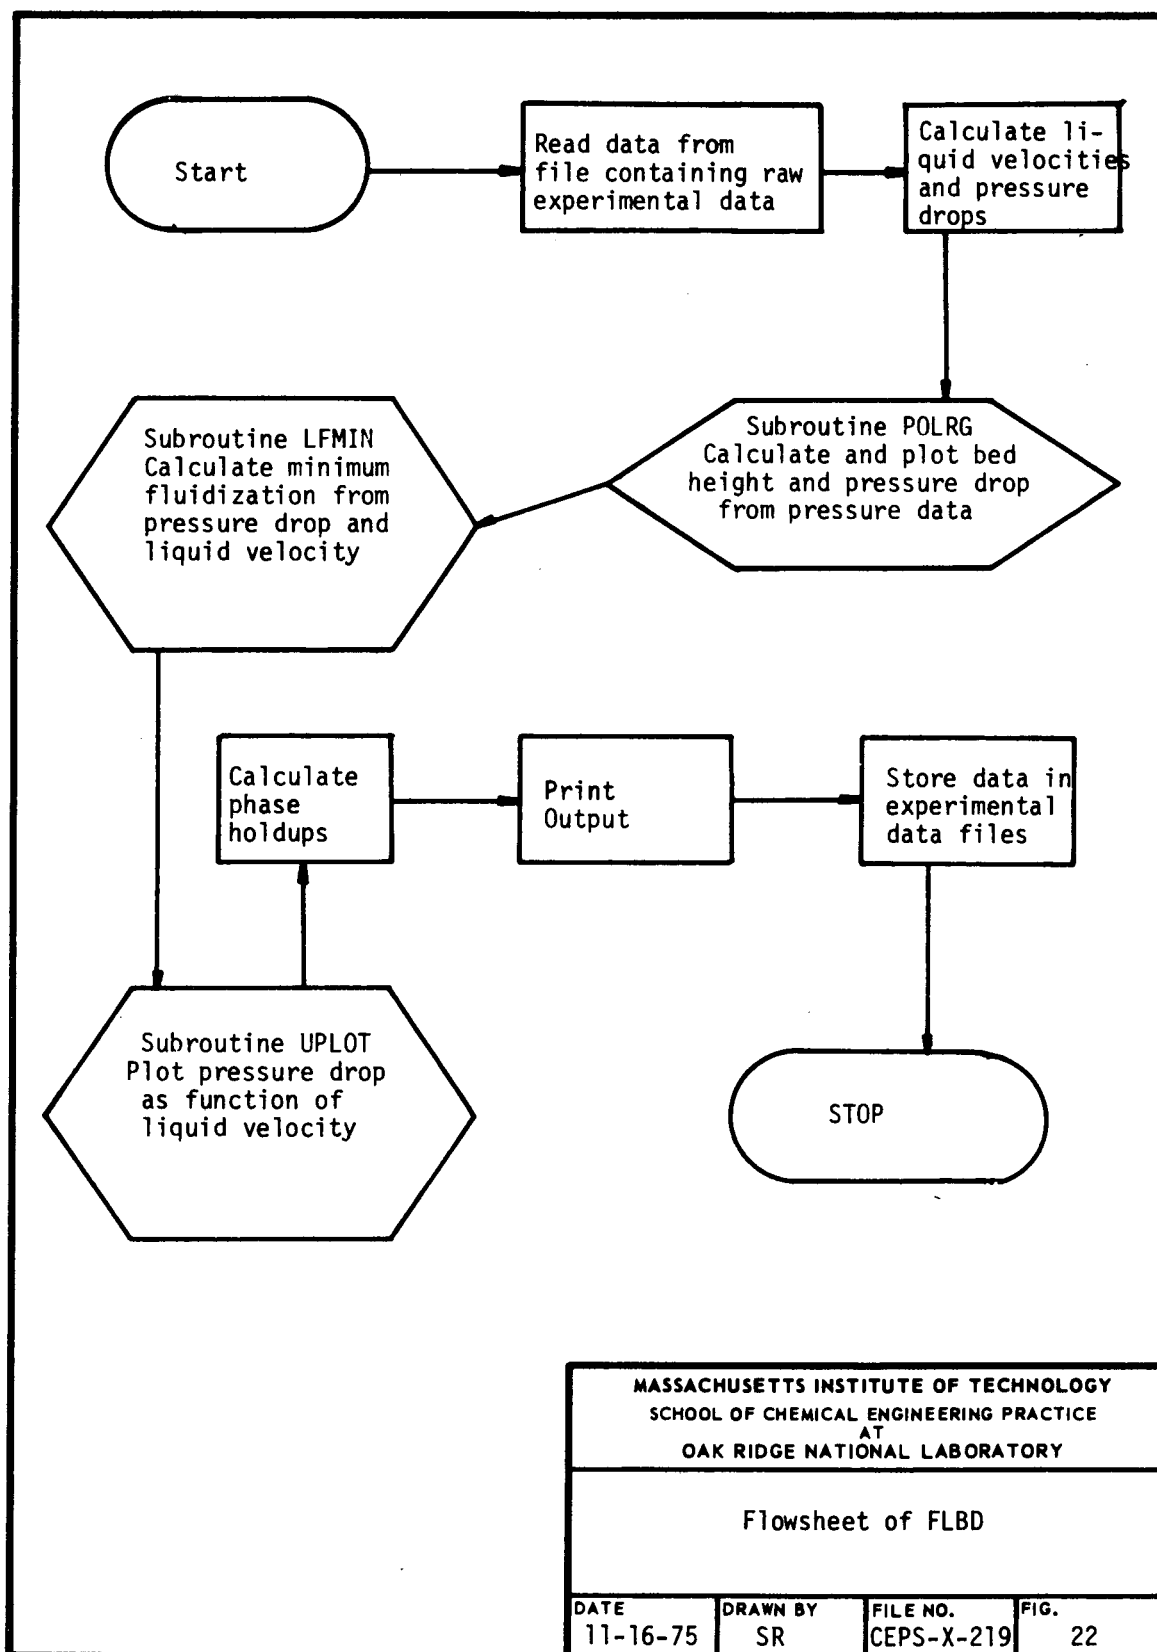 Start
Read data from
file containing raw
experimental data
Calculate li-
quid velocities
and pressure
drops
Subroutine POLRG
Calculate and plot bed
height and pressure drop
from pressure data
Subroutine LFMIN
Calculate minimum
fluidization from
pressure drop and
liquid velocity
Subroutine UPLOT
Plot pressure drop
as function of
liquid velocity
Calculate
phase
holdups
Print
Output
Store data in
experimental
data files
STOP
MASSACHUSETTS INSTITUTE OF TECHNOLOGY
SCHOOL OF CHEMICAL ENGINEERING PRACTICE
AT
OAK RIDGE NATIONAL LABORATORY
Flowsheet of FLBD
DATE
11-16-75
DRAWN BY
SR
FILE NO.
CEPS-X-219
FIG.
22